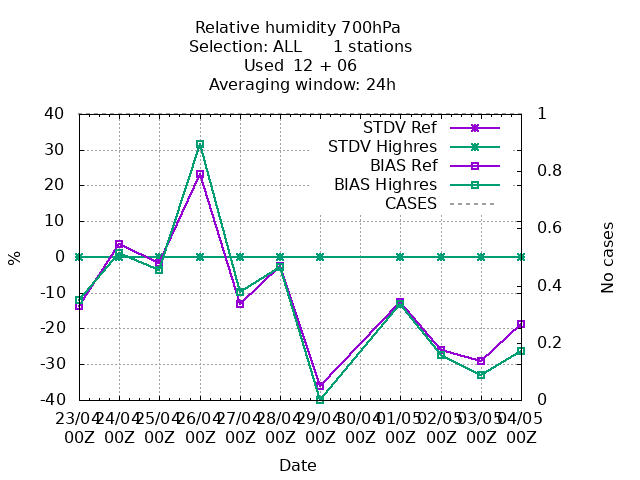 Relative humidity 700hPa
Selection: ALL      1 stations
Used  12 + 06
Averaging window: 24h
40
30
20
10
0
-10
-20
-30
-40
%
1
0.8
0.6
0.4
0.2
0
No cases
STDV Ref
STDV Highres
BIAS Ref
BIAS Highres
CASES
23/04 24/04 25/04 26/04 27/04 28/04 29/04 30/04 01/05 02/05 03/05 04/05
00Z 00Z 00Z 00Z 00Z 00Z 00Z 00Z 00Z 00Z 00Z 00Z
Date